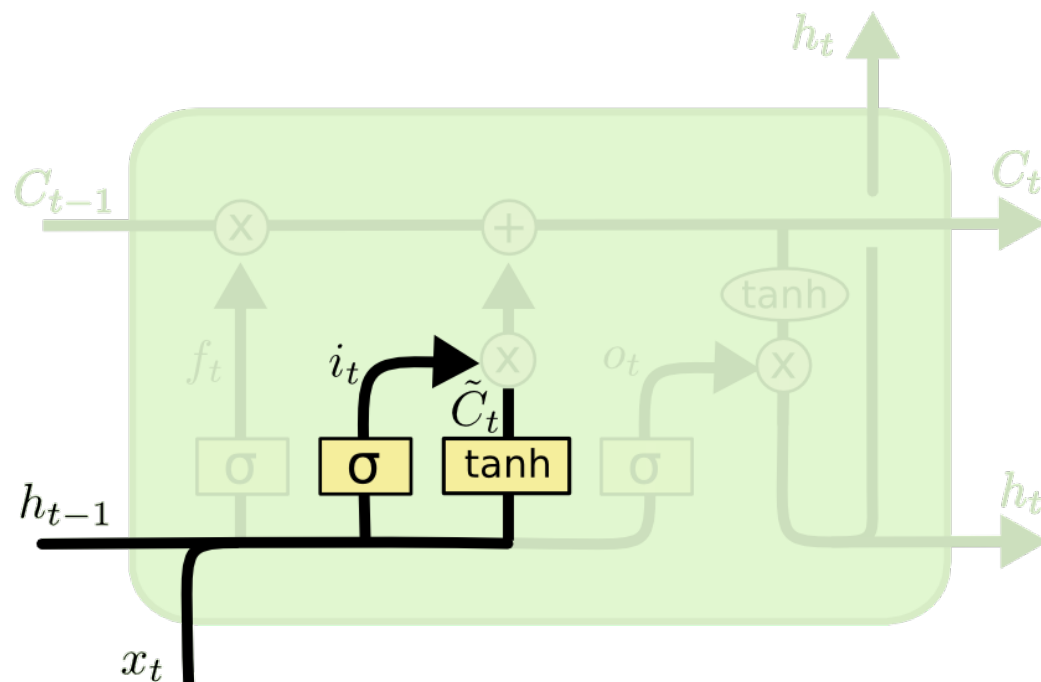 h_t
C_{t-1}
C_t
x
+
tanh
f_t
i_t
x
o_t
x
C̃_t
σ
σ
tanh
σ
h_{t-1}
h_t
x_t